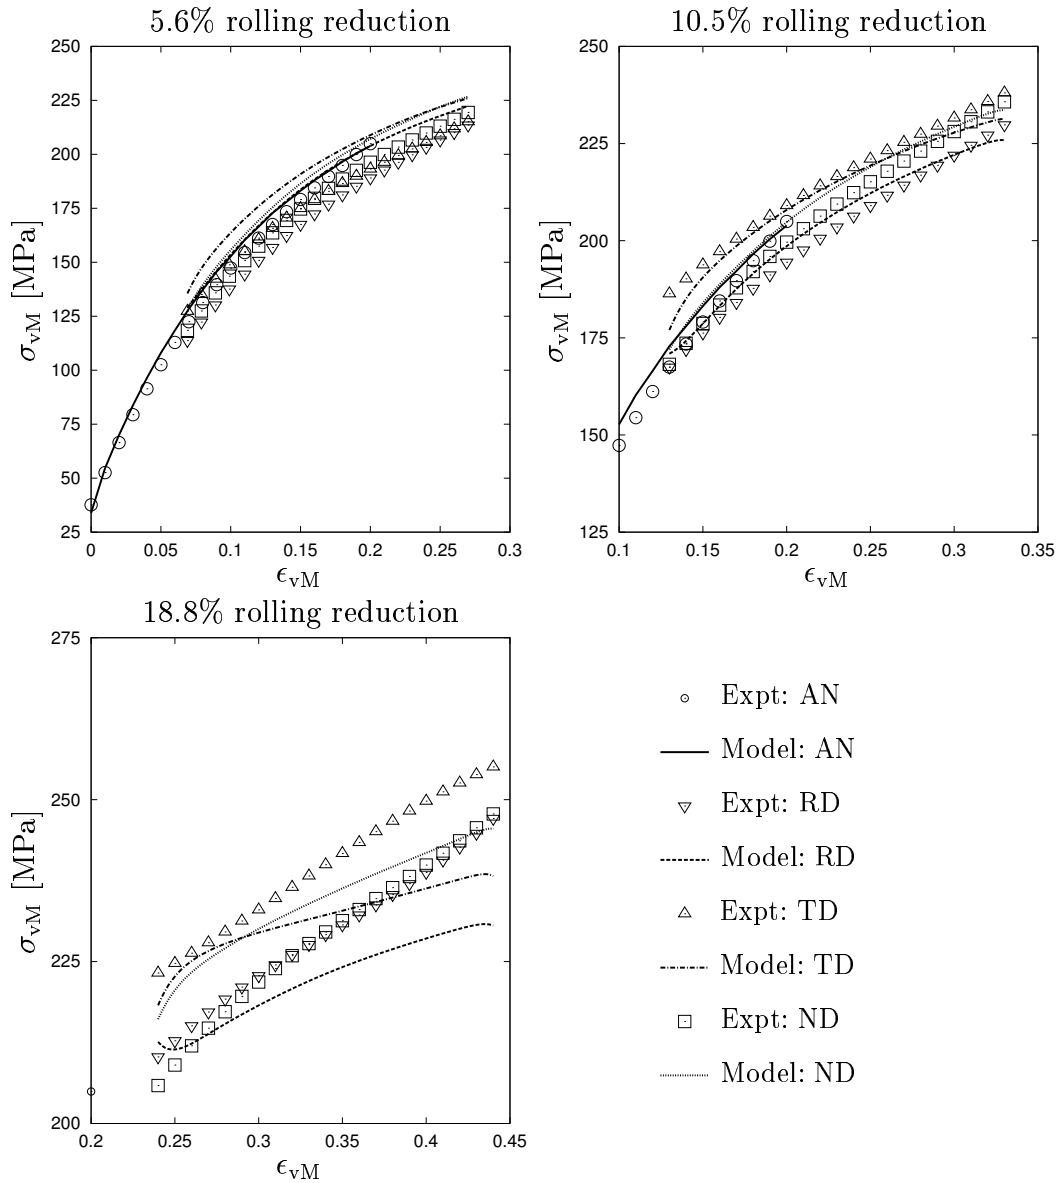 5.6% rolling reduction
250
225
200
175
150
125
100
75
50
25
σvM [MPa]
0 0.05 0.1 0.15 0.2 0.25 0.3
ϵvM
10.5% rolling reduction
250
225
200
175
150
125
σvM [MPa]
0.1 0.15 0.2 0.25 0.3 0.35
ϵvM
18.8% rolling reduction
275
250
225
200
σvM [MPa]
0.2 0.25 0.3 0.35 0.4 0.45
ϵvM
Expt: AN
Model: AN
Expt: RD
Model: RD
Expt: TD
Model: TD
Expt: ND
Model: ND